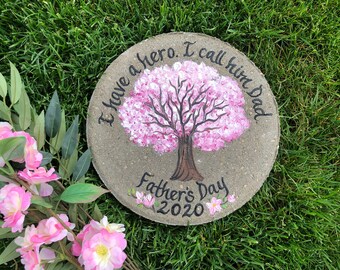 I have a hero. I call him Dad.
Father's Day
2020